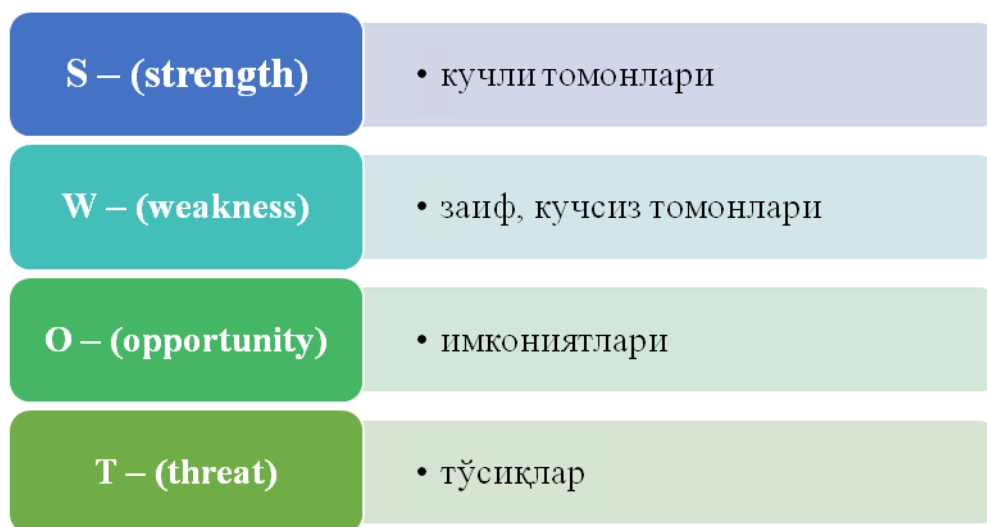 S – (strength)
• кучли томонлари
W – (weakness)
• заиф, кучсиз томонлари
O – (opportunity)
• имкониятлари
T – (threat)
• тўсиқлар